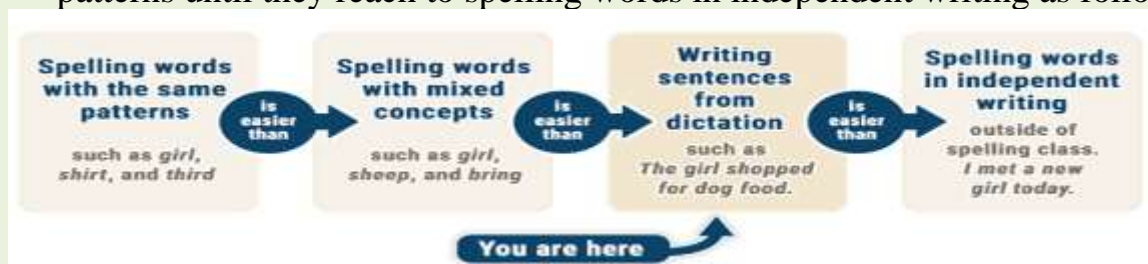 patterns until they reach to spelling words in independent writing as follo
Spelling words
with the same
patterns
such as girl,
shirt, and third
is
easier
than
Spelling words
with mixed
concepts
such as girl,
sheep, and bring
is
easier
than
Writing
sentences
from
dictation
such as
The girl shopped
for dog food.
is
easier
than
Spelling words
in independent
writing
outside of
spelling class.
I met a new
girl today.
You are here